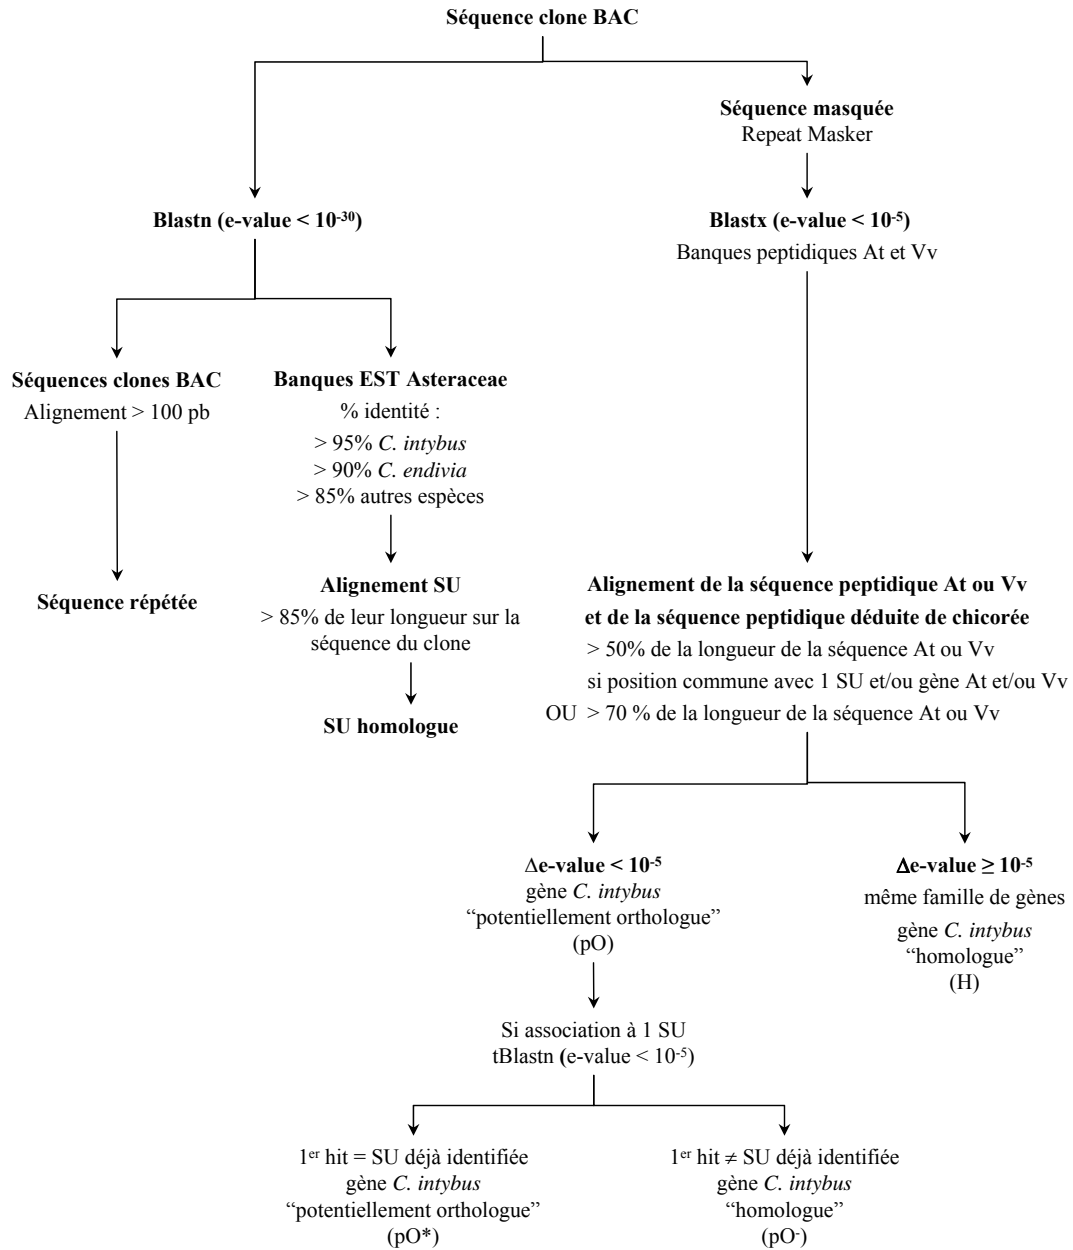 Séquence clone BAC
Séquence masquée
Repeat Masker
Blastn (e-value < 10⁻³⁰)
Blastx (e-value < 10⁻⁵)
Banques peptidiques At et Vv
Séquences clones BAC
Alignement > 100 pb
Séquence répétée
Banques EST Asteraceae
% identité :
> 95% C. intybus
> 90% C. endivia
> 85% autres espèces
Alignement SU
> 85% de leur longueur sur la
séquence du clone
SU homologue
Alignement de la séquence peptidique At ou Vv
et de la séquence peptidique déduite de chicorée
> 50% de la longueur de la séquence At ou Vv
si position commune avec 1 SU et/ou gène At et/ou Vv
OU > 70 % de la longueur de la séquence At ou Vv
Δe-value < 10⁻⁵
gène C. intybus
“potentiellement orthologue”
(pO)
Δe-value ≥ 10⁻⁵
même famille de gènes
gène C. intybus
“homologue”
(H)
Si association à 1 SU
tBlastn (e-value < 10⁻⁵)
1ᵉʳ hit = SU déjà identifiée
gène C. intybus
“potentiellement orthologue”
(pO*)
1ᵉʳ hit ≠ SU déjà identifiée
gène C. intybus
“homologue”
(pO⁻)